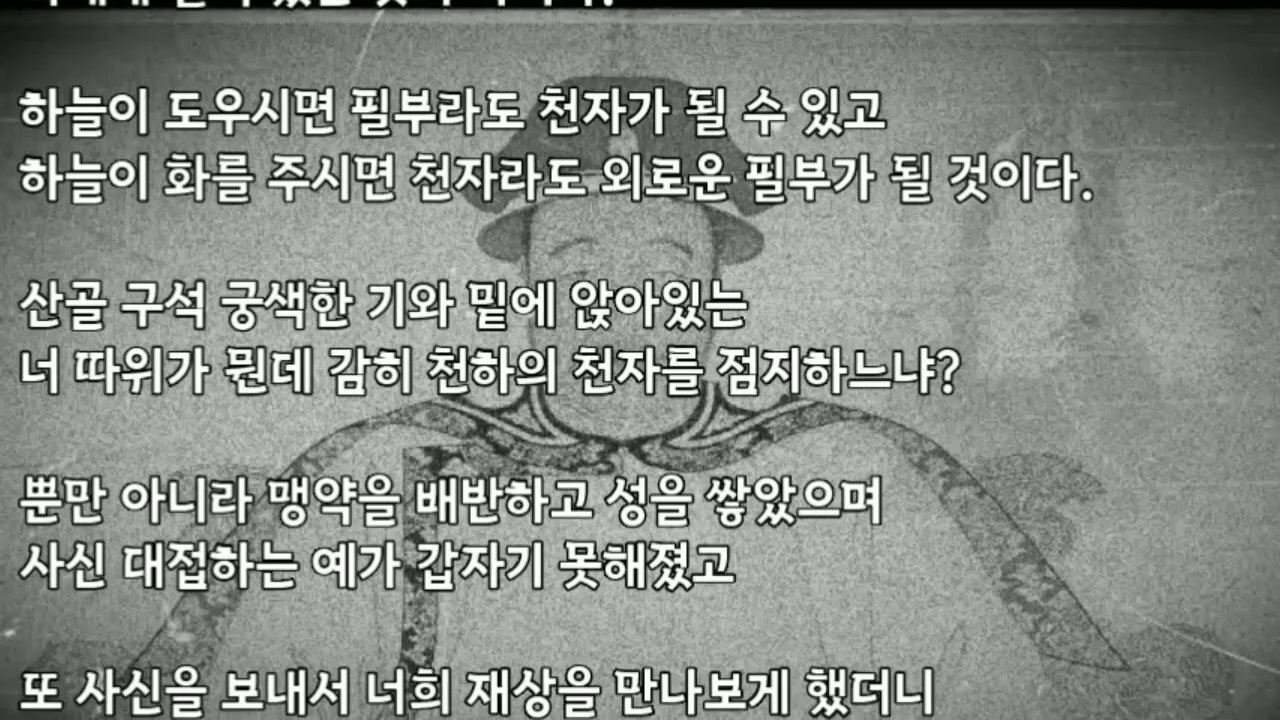 하늘이 도우시면 필부라도 천자가 될 수 있고
하늘이 화를 주시면 천자라도 외로운 필부가 될 것이다.
산골 구석 궁색한 기와 밑에 앉아있는
너 따위가 뭔데 감히 천하의 천자를 점지하느냐?
뿐만 아니라 맹약을 배반하고 성을 쌓았으며
사신 대접하는 예가 갑자기 못해졌고
또 사신을 보내서 너희 재상을 만나보게 했더니